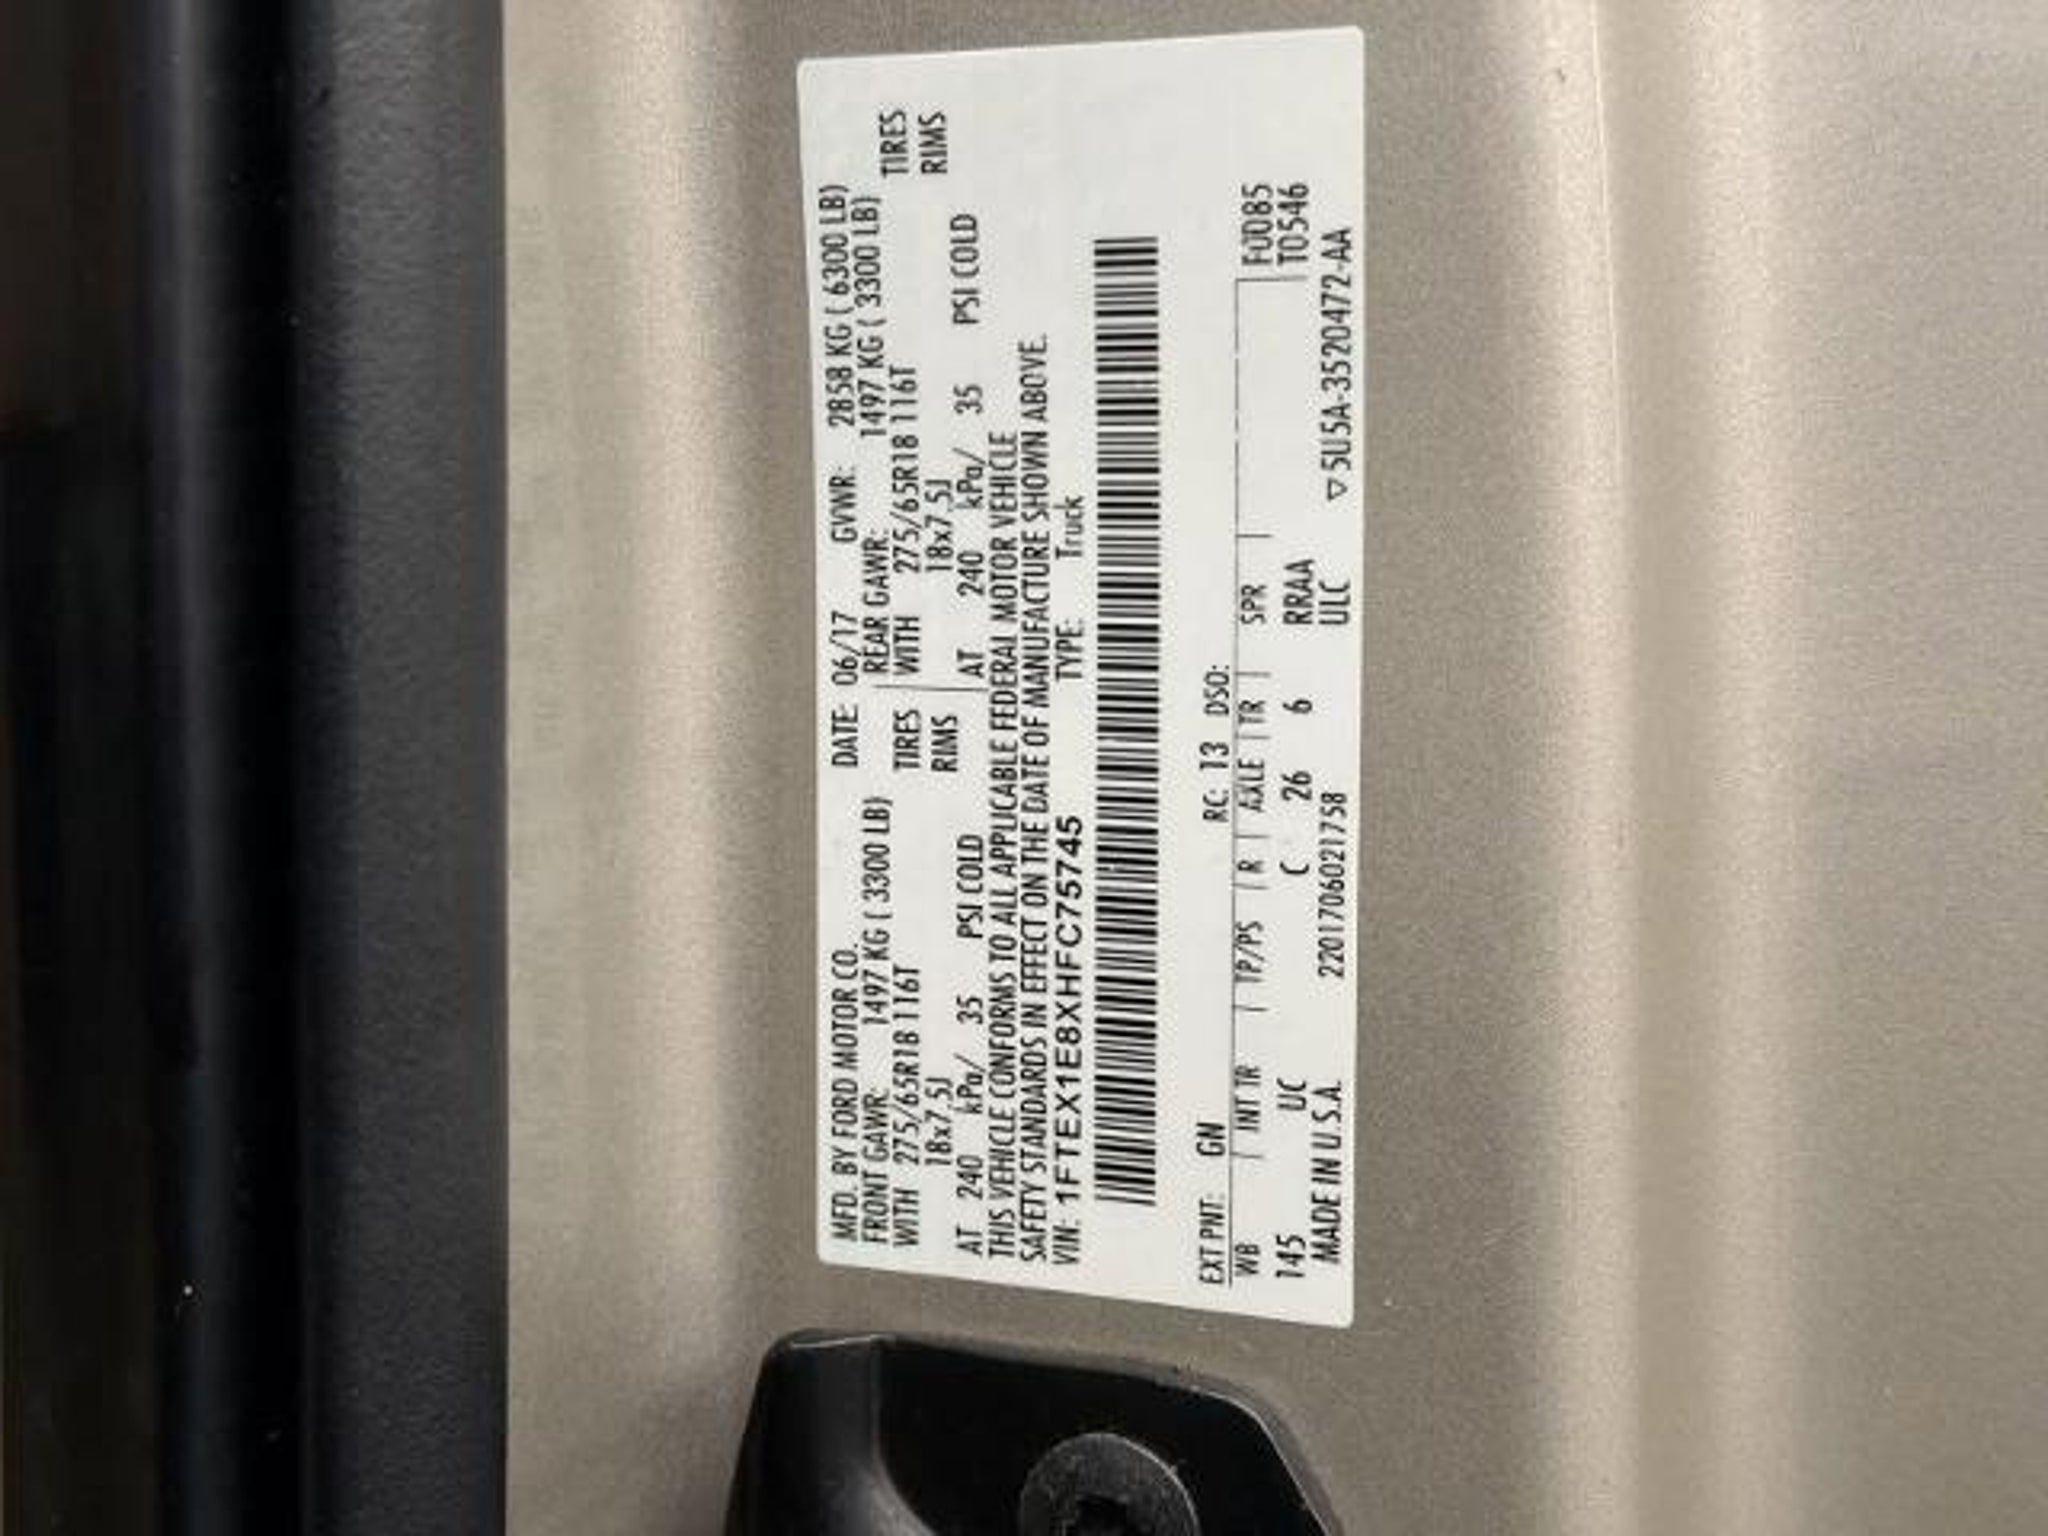 MFD. BY FORD MOTOR CO. DATE: 06/17 GVWR: 2858 KG ( 6300 LB)
FRONT GAWR: 1497 KG ( 3300 LB) REAR GAWR: 1497 KG ( 3300 LB)
WITH 275/65R18 116T TIRES WITH 275/65R18 116T TIRES
18x7.5J RIMS 18x7.5J RIMS
AT 240 kPa/ 35 PSI COLD AT 240 kPa/ 35 PSI COLD
THIS VEHICLE CONFORMS TO ALL APPLICABLE FEDERAL MOTOR VEHICLE
SAFETY STANDARDS IN EFFECT ON THE DATE OF MANUFACTURE SHOWN ABOVE.
VIN: 1FTEX1E8XHFC75745 TYPE: Truck
EXT PNT: GN RC: 13 DSO:
WB INT TR TP/PS R AXLE TR SPR F0085
145 UC C 26 6 RRAA T0546
MADE IN U.S.A. 2201706021758 ULC ▽5U5A-3520472-AA